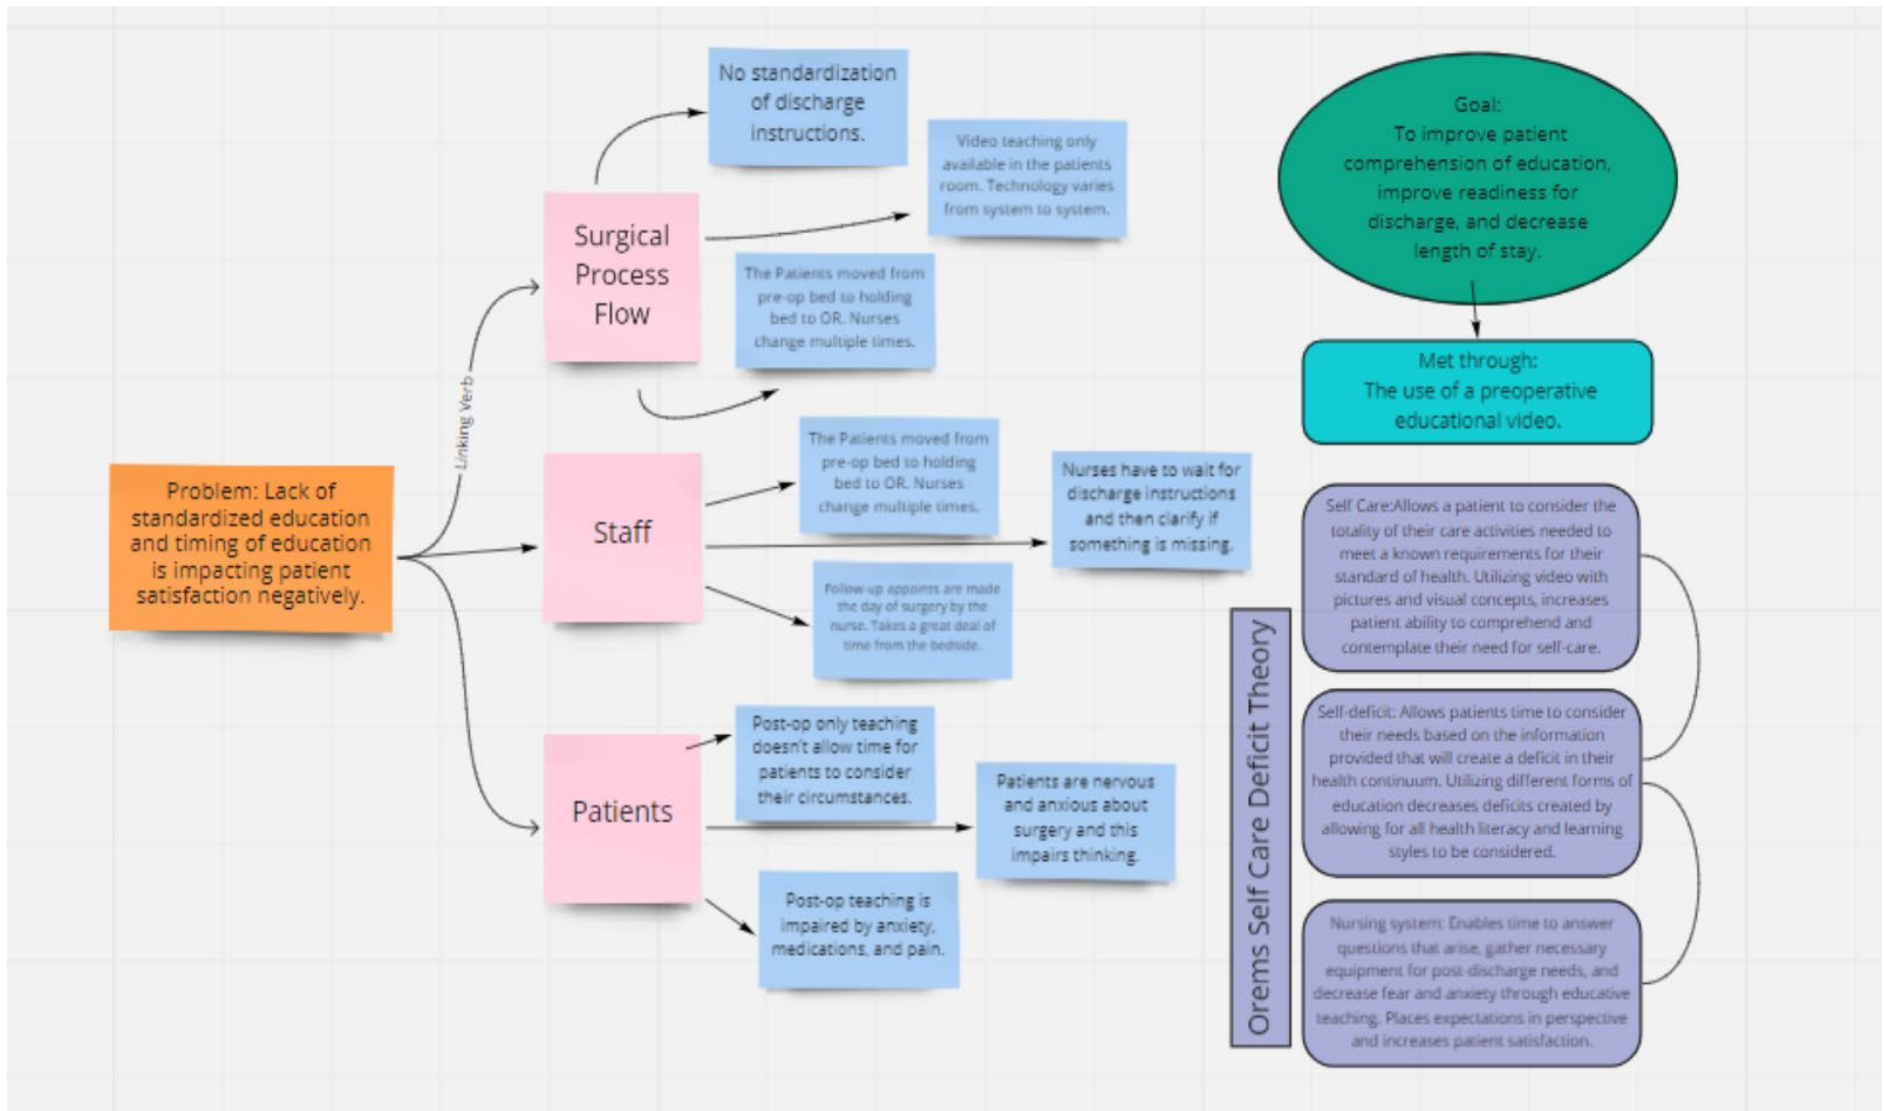 No standardization
of discharge
instructions.
Video teaching only
available in the patients
room. Technology varies
from system to system.
Surgical
Process
Flow
The Patients moved from
pre-op bed to holding
bed to OR. Nurses
change multiple times.
Linking Verb
Problem: Lack of
standardized education
and timing of education
is impacting patient
satisfaction negatively.
Staff
The Patients moved from
pre-op bed to holding
bed to OR. Nurses
change multiple times.
Nurses have to wait for
discharge instructions
and then clarify if
something is missing.
Follow-up appoints are made
the day of surgery by the
nurse. Takes a great deal of
time from the bedside.
Patients
Post-op only teaching
doesn't allow time for
patients to consider
their circumstances.
Patients are nervous
and anxious about
surgery and this
impairs thinking.
Post-op teaching is
impaired by anxiety,
medications, and pain.
Goal:
To improve patient
comprehension of education,
improve readiness for
discharge, and decrease
length of stay.
Met through:
The use of a preoperative
educational video.
Orems Self Care Deficit Theory
Self Care:Allows a patient to consider the
totality of their care activities needed to
meet a known requirements for their
standard of health. Utilizing video with
pictures and visual concepts, increases
patient ability to comprehend and
contemplate their need for self-care.
Self-deficit: Allows patients time to consider
their needs based on the information
provided that will create a deficit in their
health continuum. Utilizing different forms of
education decreases deficits created by
allowing for all health literacy and learning
styles to be considered.
Nursing system: Enables time to answer
questions that arise, gather necessary
equipment for post-discharge needs, and
decrease fear and anxiety through educative
teaching. Places expectations in perspective
and increases patient satisfaction.